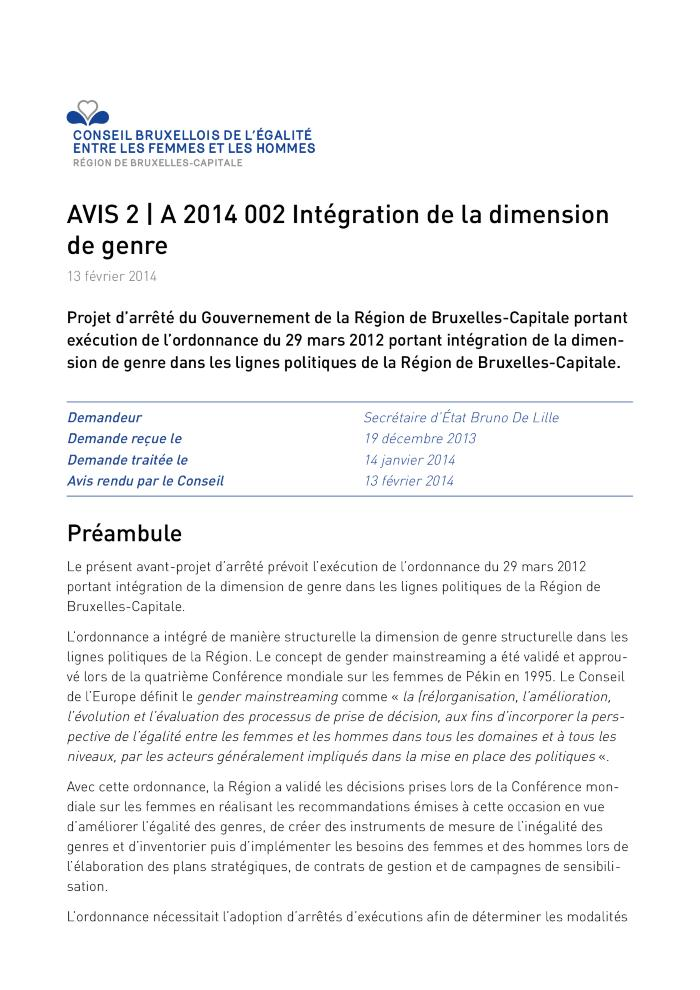 CONSEIL BRUXELLOIS DE L'ÉGALITÉ
ENTRE LES FEMMES ET LES HOMMES
RÉGION DE BRUXELLES-CAPITALE
AVIS 2 | A 2014 002 Intégration de la dimension
de genre
13 février 2014
Projet d'arrêté du Gouvernement de la Région de Bruxelles-Capitale portant
exécution de l'ordonnance du 29 mars 2012 portant intégration de la dimen-
sion de genre dans les lignes politiques de la Région de Bruxelles-Capitale.
Demandeur Secrétaire d'État Bruno De Lille
Demande reçue le 19 décembre 2013
Demande traitée le 14 janvier 2014
Avis rendu par le Conseil 13 février 2014
Préambule
Le présent avant-projet d'arrêté prévoit l'exécution de l'ordonnance du 29 mars 2012
portant intégration de la dimension de genre dans les lignes politiques de la Région de
Bruxelles-Capitale.
L'ordonnance a intégré de manière structurelle la dimension de genre structurelle dans les
lignes politiques de la Région. Le concept de gender mainstreaming a été validé et approu-
vé lors de la quatrième Conférence mondiale sur les femmes de Pékin en 1995. Le Conseil
de l'Europe définit le gender mainstreaming comme « la (ré)organisation, l'amélioration,
l'évolution et l'évaluation des processus de prise de décision, aux fins d'incorporer la pers-
pective de l'égalité entre les femmes et les hommes dans tous les domaines et à tous les
niveaux, par les acteurs généralement impliqués dans la mise en place des politiques «.
Avec cette ordonnance, la Région a validé les décisions prises lors de la Conférence mon-
diale sur les femmes en réalisant les recommandations émises à cette occasion en vue
d'améliorer l'égalité des genres, de créer des instruments de mesure de l'inégalité des
genres et d'inventorier puis d'implémenter les besoins des femmes et des hommes lors de
l'élaboration des plans stratégiques, de contrats de gestion et de campagnes de sensibili-
sation.
L'ordonnance nécessitait l'adoption d'arrêtés d'exécutions afin de déterminer les modalités